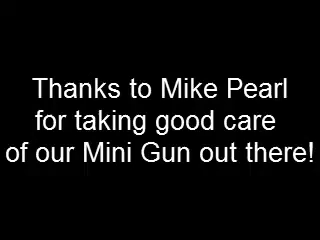 Thanks to Mike Pearl
for taking good care
of our Mini Gun out there!